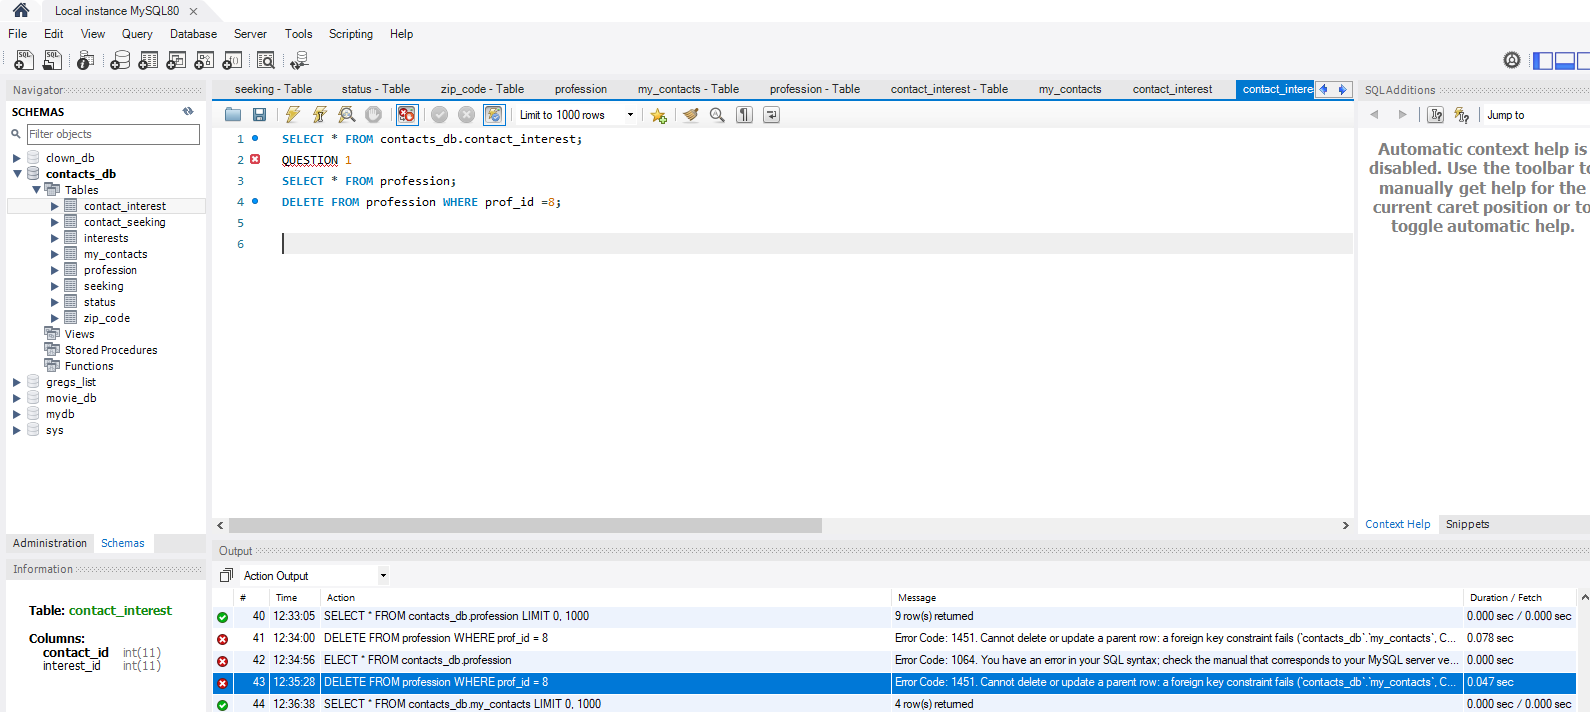 Local instance MySQL80 ×
File Edit View Query Database Server Tools Scripting Help
Navigator
SCHEMAS
Filter objects
clown_db
contacts_db
Tables
contact_interest
contact_seeking
interests
my_contacts
profession
seeking
status
zip_code
Views
Stored Procedures
Functions
gregs_list
movie_db
mydb
sys
Administration Schemas
Information
Table: contact_interest
Columns:
contact_id int(11)
interest_id int(11)
seeking - Table status - Table zip_code - Table profession my_contacts - Table profession - Table contact_interest - Table my_contacts contact_interest contact_interes
Limit to 1000 rows
1 SELECT * FROM contacts_db.contact_interest;
2 QUESTION 1
3 SELECT * FROM profession;
4 DELETE FROM profession WHERE prof_id =8;
5
6
SQLAdditions
Jump to
Automatic context help is
disabled. Use the toolbar to
manually get help for the
current caret position or to
toggle automatic help.
Context Help Snippets
Output
Action Output
# Time Action Message Duration / Fetch
40 12:33:05 SELECT * FROM contacts_db.profession LIMIT 0, 1000 9 row(s) returned 0.000 sec / 0.000 sec
41 12:34:00 DELETE FROM profession WHERE prof_id = 8 Error Code: 1451. Cannot delete or update a parent row: a foreign key constraint fails (`contacts_db`.`my_contacts`, C... 0.078 sec
42 12:34:56 ELECT * FROM contacts_db.profession Error Code: 1064. You have an error in your SQL syntax; check the manual that corresponds to your MySQL server ve... 0.000 sec
43 12:35:28 DELETE FROM profession WHERE prof_id = 8 Error Code: 1451. Cannot delete or update a parent row: a foreign key constraint fails (`contacts_db`.`my_contacts`, C... 0.047 sec
44 12:36:38 SELECT * FROM contacts_db.my_contacts LIMIT 0, 1000 4 row(s) returned 0.000 sec / 0.000 sec